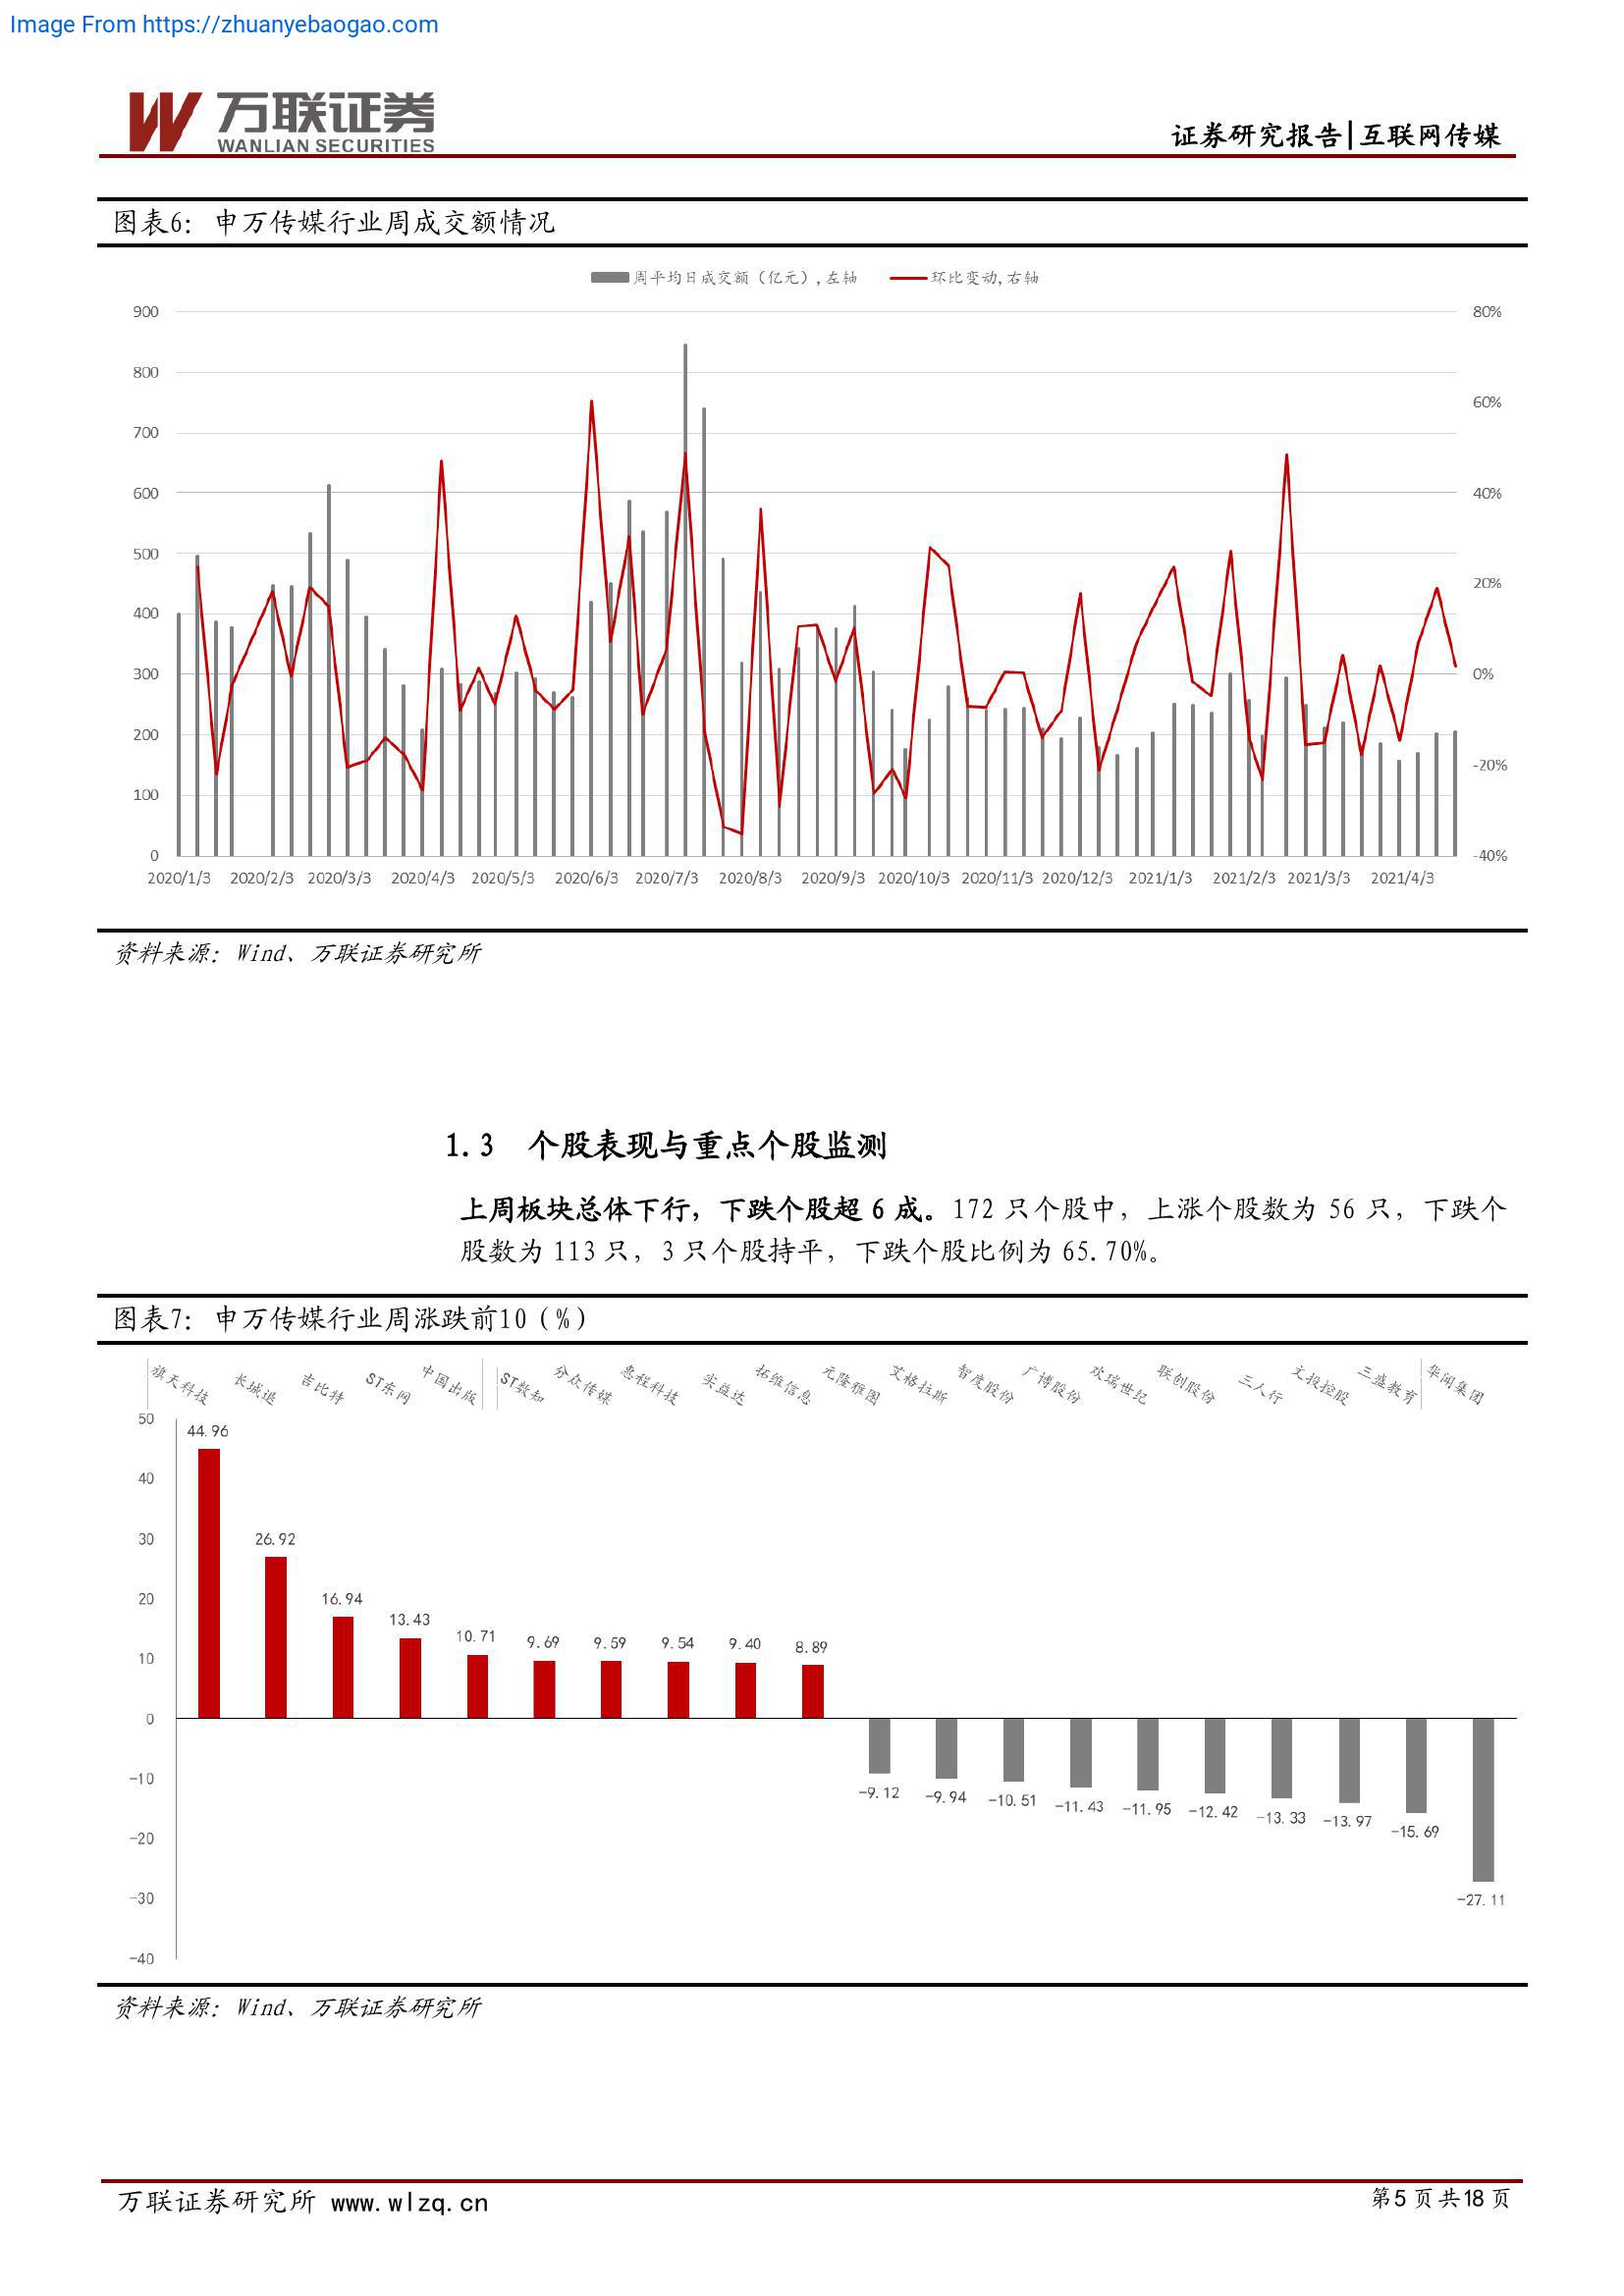 Image From https://zhuanyebaogao.com
万联证券
WANLIAN SECURITIES
证券研究报告|互联网传媒
图表6：申万传媒行业周成交额情况
周平均日成交额（亿元）,左轴 环比变动,右轴
900 80%
800
700 60%
600 40%
500
400 20%
300 0%
200
100 -20%
0 -40%
2020/1/3 2020/2/3 2020/3/3 2020/4/3 2020/5/3 2020/6/3 2020/7/3 2020/8/3 2020/9/3 2020/10/3 2020/11/3 2020/12/3 2021/1/3 2021/2/3 2021/3/3 2021/4/3
资料来源：Wind、万联证券研究所
1.3 个股表现与重点个股监测
上周板块总体下行，下跌个股超 6 成。172 只个股中，上涨个股数为 56 只，下跌个
股数为 113 只，3 只个股持平，下跌个股比例为 65.70%。
图表7：申万传媒行业周涨跌前10（%）
旗天科技 长城退 吉比特 ST东网 中国出版 ST数知 分众传媒 惠程科技 实益达 拓维信息 元隆雅图 艾格拉斯 智度股份 广博股份 欢瑞世纪 联创股份 三人行 文投控股 三盛教育 华闻集团
50
40
30
20
10
0
-10
-20
-30
-40
44.96 26.92 16.94 13.43 10.71 9.69 9.59 9.54 9.40 8.89
-9.12 -9.94 -10.51 -11.43 -11.95 -12.42 -13.33 -13.97 -15.69 -27.11
资料来源：Wind、万联证券研究所
万联证券研究所 www.wlzq.cn
第5 页共18 页